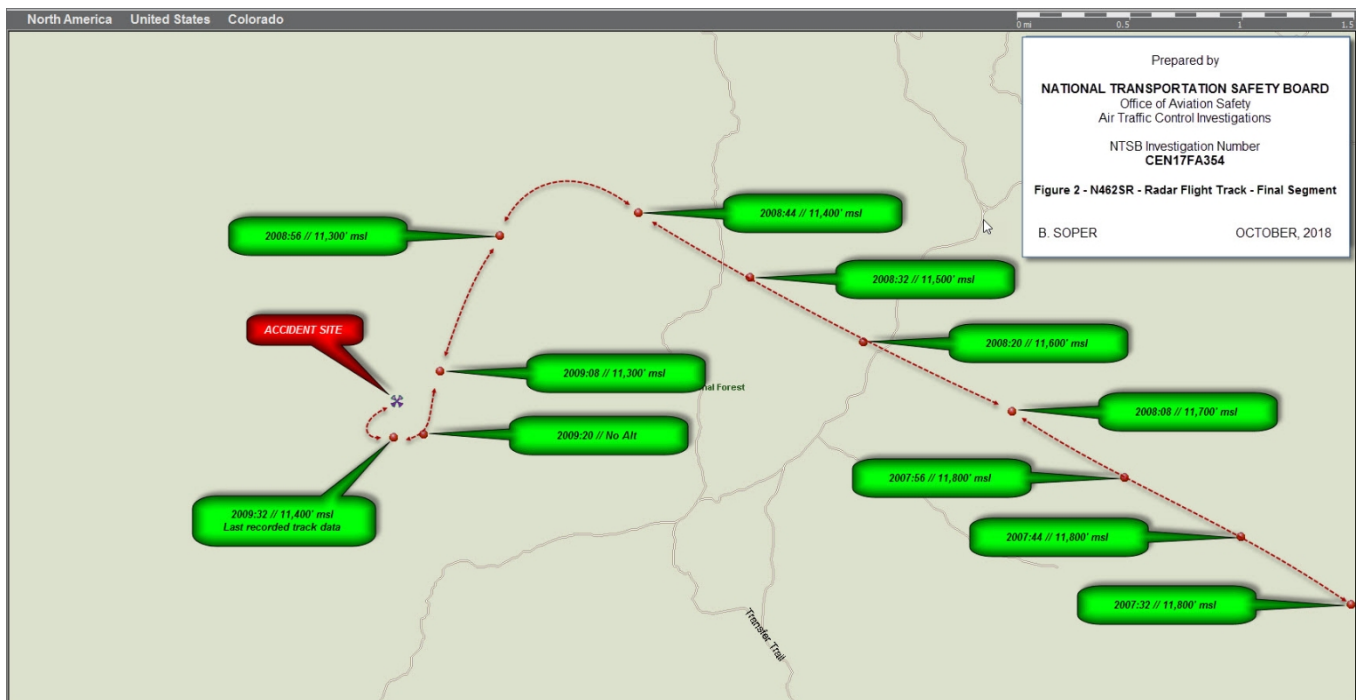 North America United States Colorado
0 mi 0.5 1 1.5
Prepared by
NATIONAL TRANSPORTATION SAFETY BOARD
Office of Aviation Safety
Air Traffic Control Investigations
NTSB Investigation Number
CEN17FA354
Figure 2 - N462SR - Radar Flight Track - Final Segment
B. SOPER OCTOBER, 2018
2008:44 // 11,400' msl
2008:56 // 11,300' msl
2008:32 // 11,500' msl
ACCIDENT SITE
2008:20 // 11,600' msl
2009:08 // 11,300' msl
nal Forest
2008:08 // 11,700' msl
2009:20 // No Alt
2007:56 // 11,800' msl
2009:32 // 11,400' msl
Last recorded track data
2007:44 // 11,800' msl
2007:32 // 11,800' msl
Transfer Trail